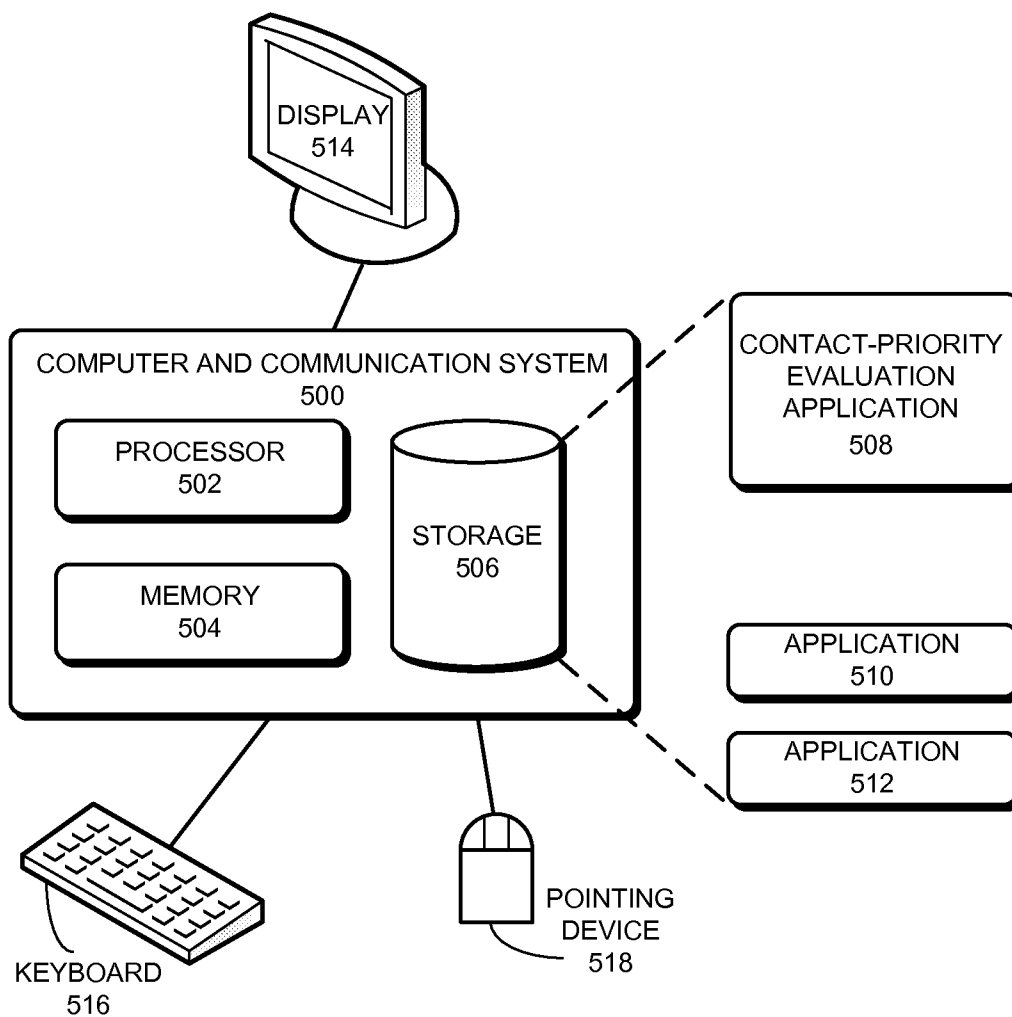 DISPLAY
514
COMPUTER AND COMMUNICATION SYSTEM
500
PROCESSOR
502
MEMORY
504
STORAGE
506
CONTACT-PRIORITY
EVALUATION
APPLICATION
508
APPLICATION
510
APPLICATION
512
KEYBOARD
516
POINTING
DEVICE
518